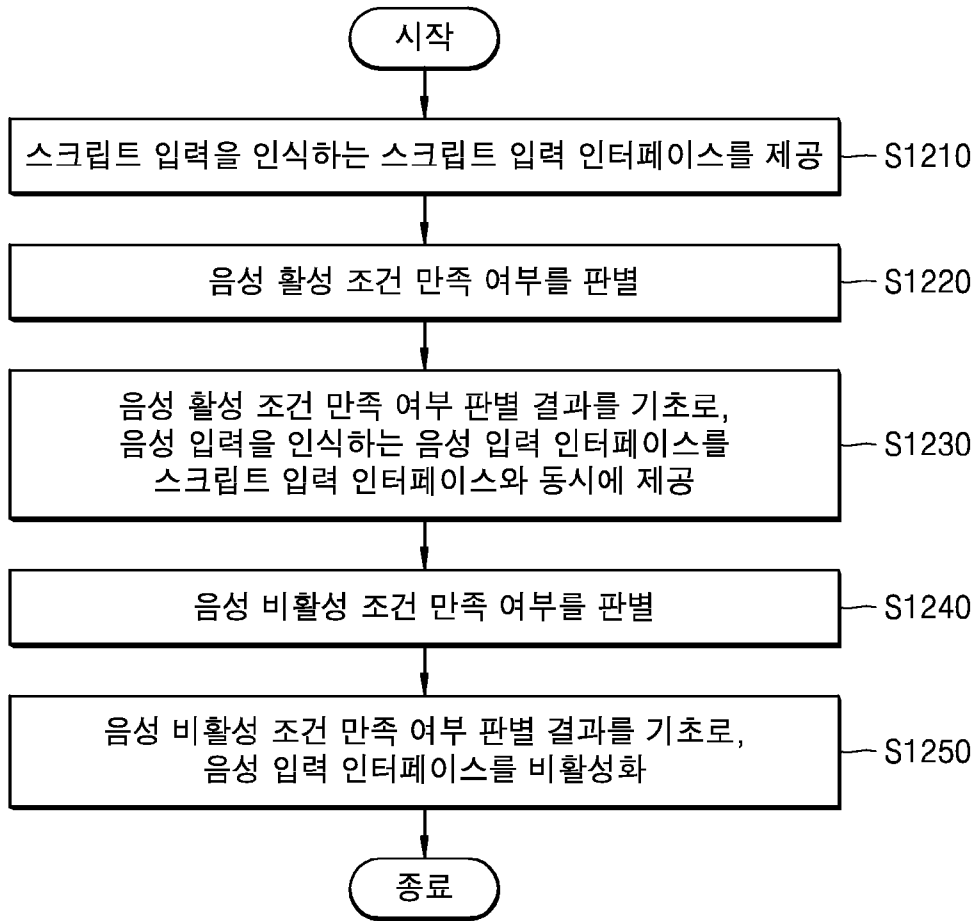 시작
스크립트 입력을 인식하는 스크립트 입력 인터페이스를 제공
S1210
음성 활성 조건 만족 여부를 판별
S1220
음성 활성 조건 만족 여부 판별 결과를 기초로,
음성 입력을 인식하는 음성 입력 인터페이스를
스크립트 입력 인터페이스와 동시에 제공
S1230
음성 비활성 조건 만족 여부를 판별
S1240
음성 비활성 조건 만족 여부 판별 결과를 기초로,
음성 입력 인터페이스를 비활성화
S1250
종료